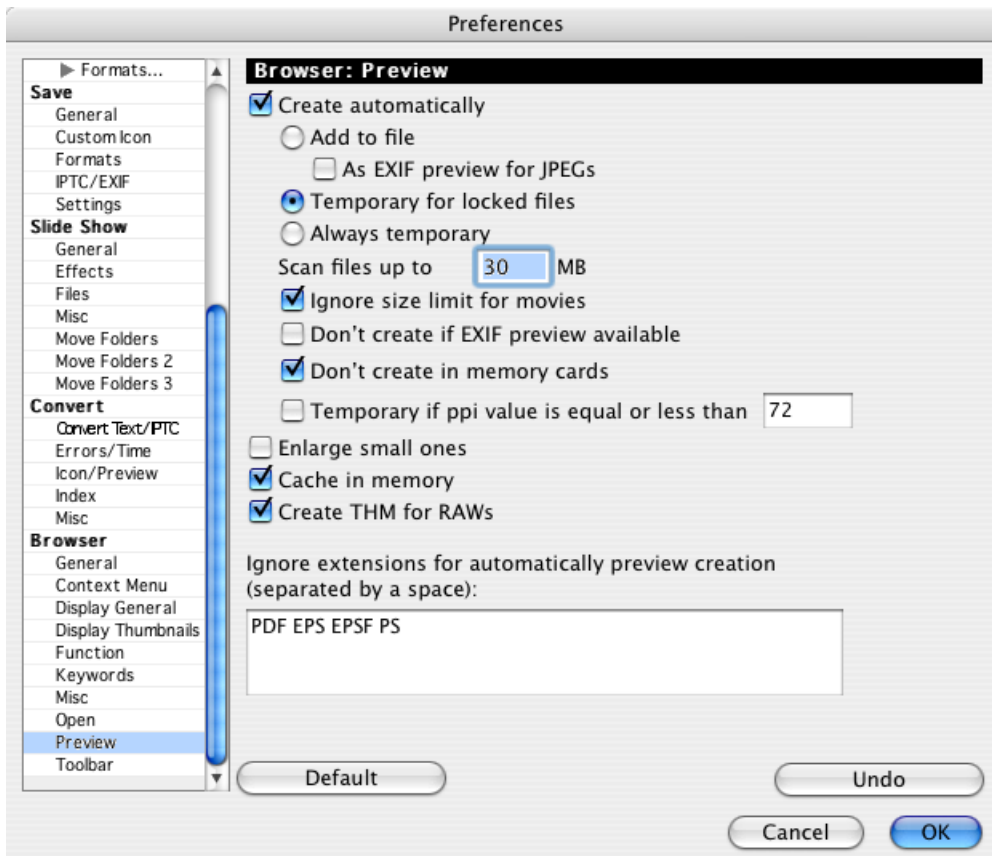 Preferences
▶ Formats...
Save
General
Custom Icon
Formats
IPTC/EXIF
Settings
Slide Show
General
Effects
Files
Misc
Move Folders
Move Folders 2
Move Folders 3
Convert
Convert Text/IPTC
Errors/Time
Icon/Preview
Index
Misc
Browser
General
Context Menu
Display General
Display Thumbnails
Function
Keywords
Misc
Open
Preview
Toolbar
Browser: Preview
Create automatically
Add to file
As EXIF preview for JPEGs
Temporary for locked files
Always temporary
Scan files up to 30 MB
Ignore size limit for movies
Don't create if EXIF preview available
Don't create in memory cards
Temporary if ppi value is equal or less than 72
Enlarge small ones
Cache in memory
Create THM for RAWs
Ignore extensions for automatically preview creation
(separated by a space):
PDF EPS EPSF PS
Default
Undo
Cancel
OK